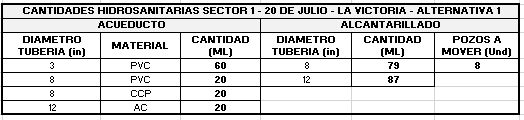 CANTIDADES HIDROSANITARIAS SECTOR 1 - 20 DE JULIO - LA VICTORIA - ALTERNATIVA 1
ACUEDUCTO ALCANTARILLADO
DIAMETRO TUBERIA (in) MATERIAL CANTIDAD (ML) DIAMETRO TUBERIA (in) CANTIDAD (ML) POZOS A MOVER (Und)
3 PVC 60 8 79 8
8 PVC 20 12 87
8 CCP 20
12 AC 20